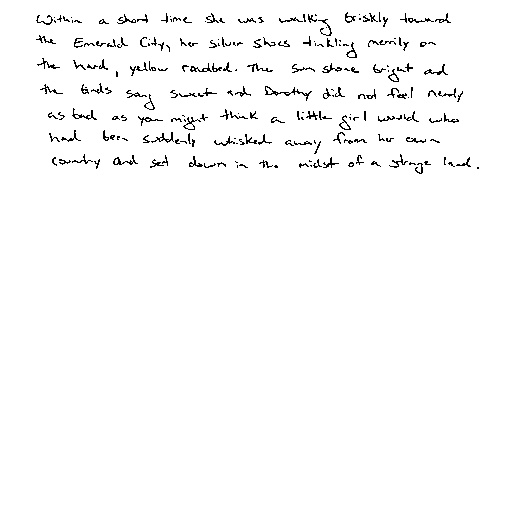 Within a short time she was walking briskly toward
the Emerald City, her silver shoes tinkling merrily on
the hard, yellow roadbed. The sun shone bright and
the birds sang sweet and Dorothy did not feel nearly
as bad as you might think a little girl would who
had been suddenly whisked away from her own
country and set down in the midst of a strange land.